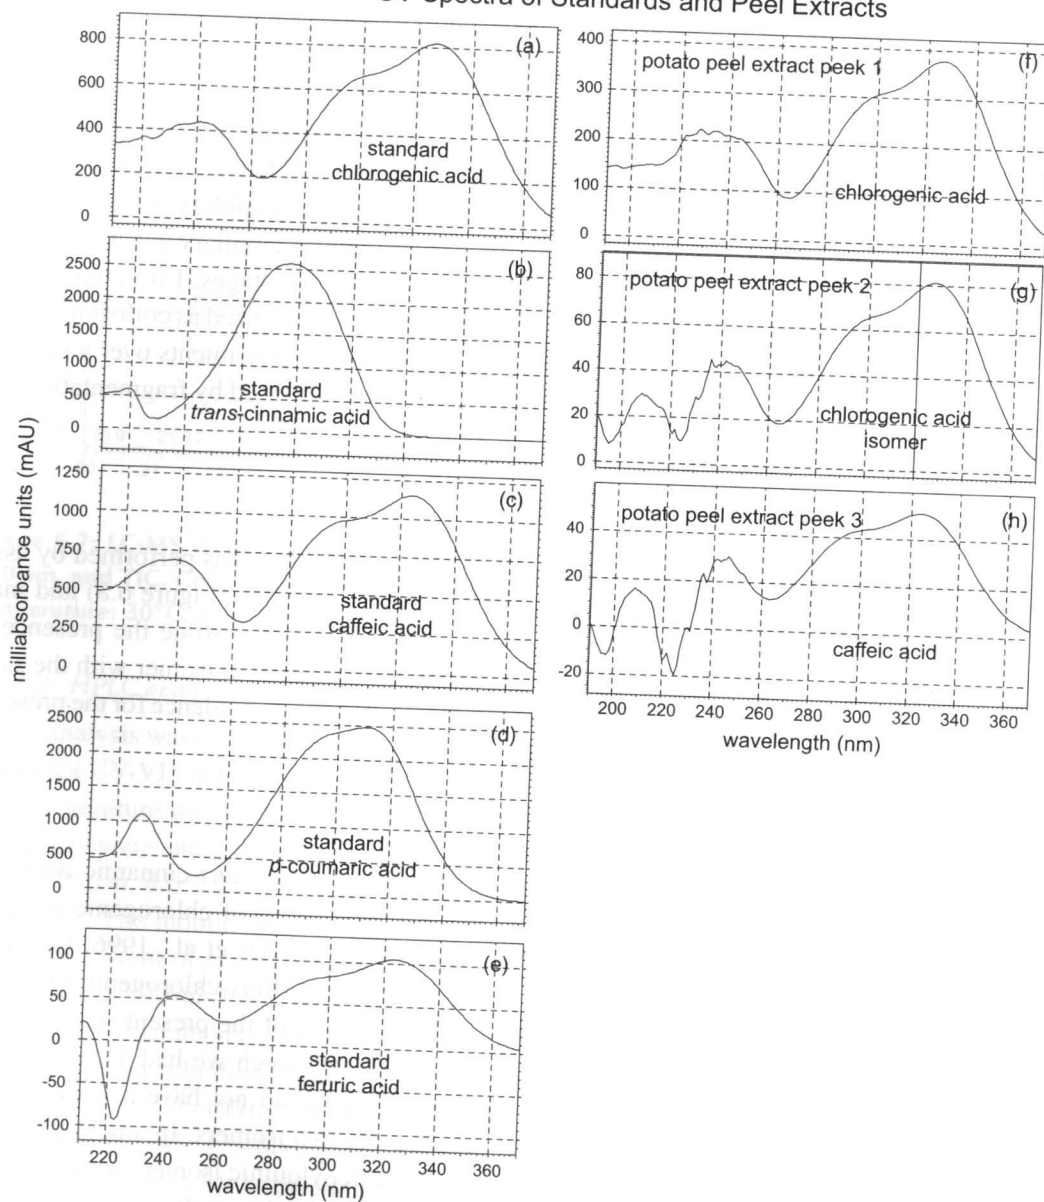 Spectra of Standards and Peel Extracts
milliabsorbance units (mAU)
800
600
400
200
0
(a)
standard
chlorogenic acid
2500
2000
1500
1000
500
0
(b)
standard
trans-cinnamic acid
1250
1000
750
500
250
0
(c)
standard
caffeic acid
2500
2000
1500
1000
500
0
(d)
standard
p-coumaric acid
100
50
0
-50
-100
(e)
standard
feruric acid
220 240 260 280 300 320 340 360
wavelength (nm)
400
300
200
100
0
(f)
potato peel extract peek 1
chlorogenic acid
80
60
40
20
0
(g)
potato peel extract peek 2
chlorogenic acid
isomer
40
20
0
-20
(h)
potato peel extract peek 3
caffeic acid
200 220 240 260 280 300 320 340 360
wavelength (nm)